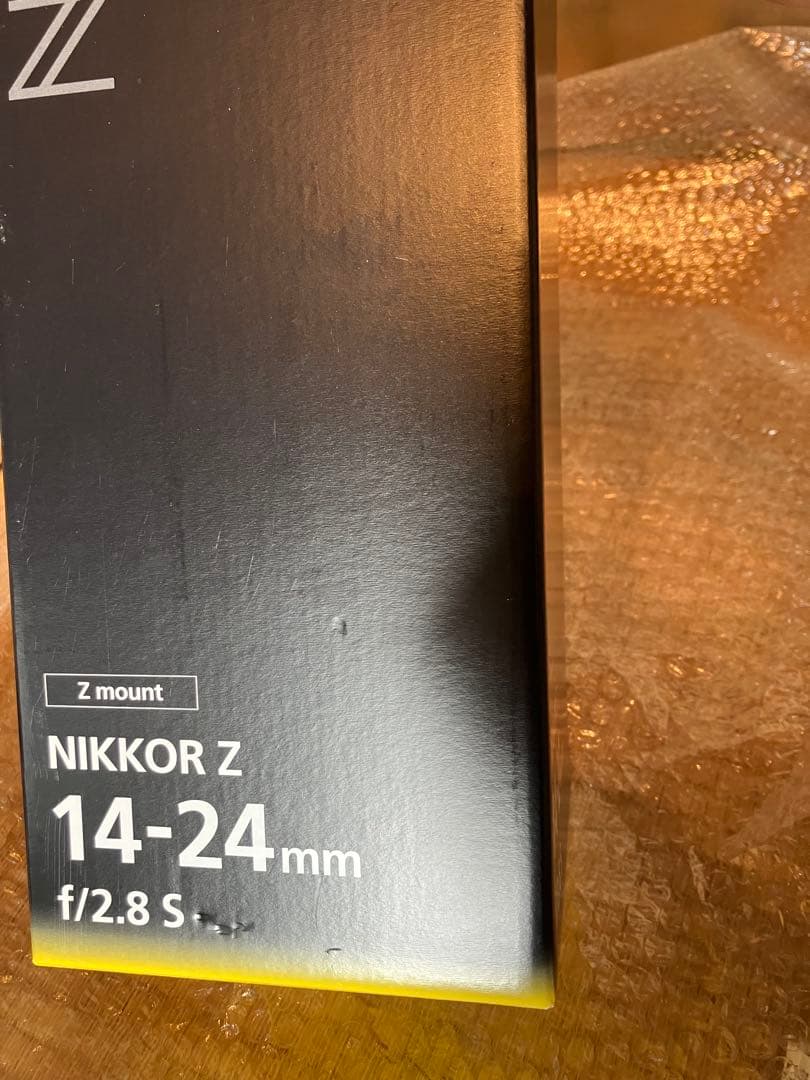 Z
Z mount
NIKKOR Z
14-24mm
f/2.8 S